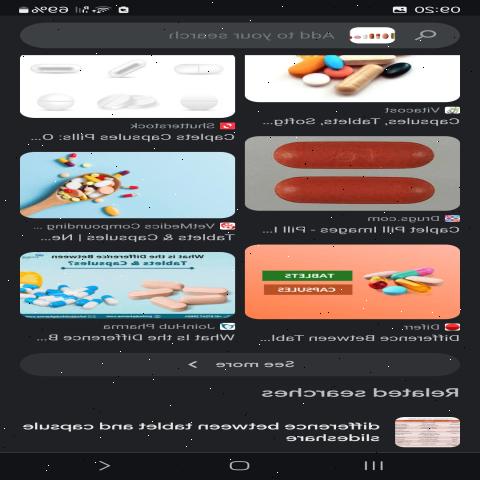 09:20
69%
Add to your search
Vitacost
Capsules, Tablets, Softg...
Shutterstock
Caplets Capsules Pills: O...
Drugs.com
Caplet Pill Images - Pill I...
VetMedics Compounding
Tablets & Capsules | Ne...
TABLETS
CAPSULES
What is the Difference Between
Tablets & Capsules?
Differr.
Difference Between Tabl...
JoinHub Pharma
What Is the Difference B...
See more
Related searches
difference between tablet and capsule
slideshare